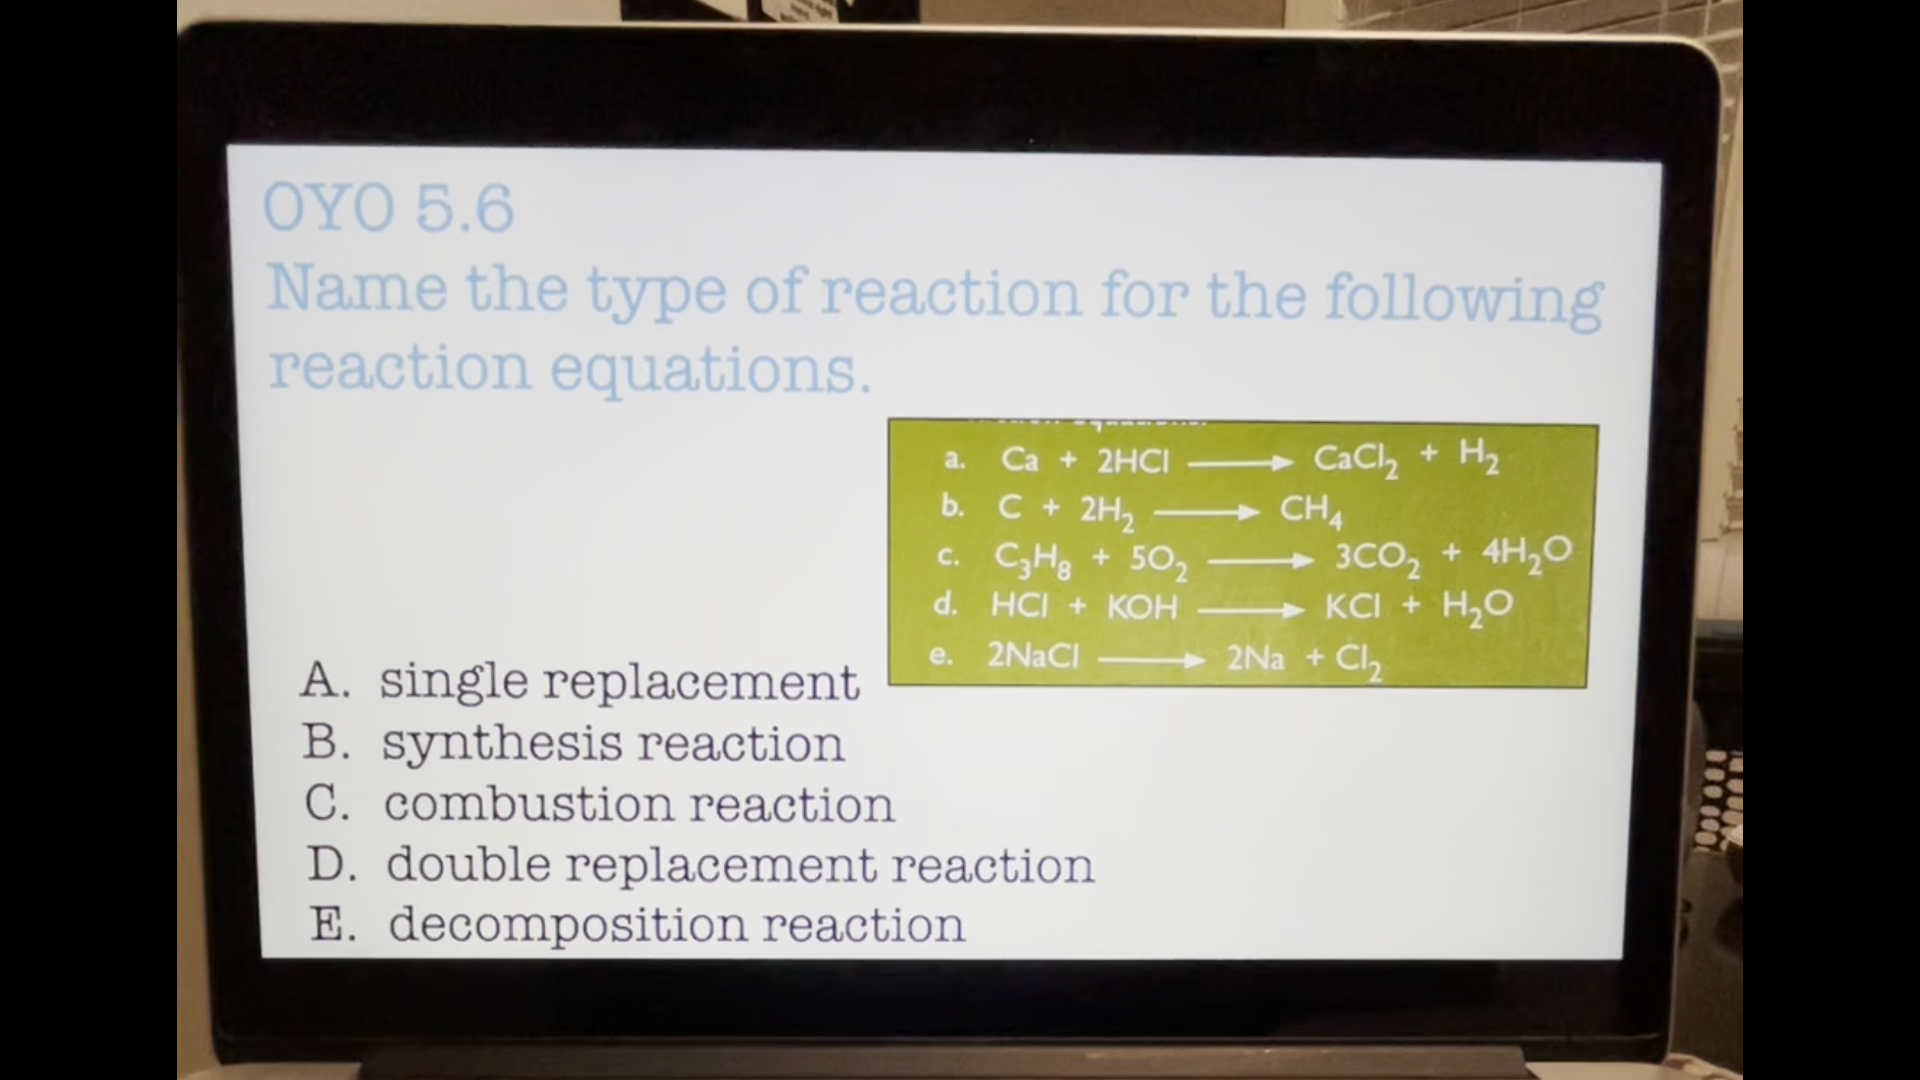 OYO 5.6
Name the type of reaction for the following
reaction equations.
a. Ca + 2HCl ⟶ CaCl₂ + H₂
b. C + 2H₂ ⟶ CH₄
c. C₃H₈ + 5O₂ ⟶ 3CO₂ + 4H₂O
d. HCl + KOH ⟶ KCl + H₂O
e. 2NaCl ⟶ 2Na + Cl₂
A. single replacement
B. synthesis reaction
C. combustion reaction
D. double replacement reaction
E. decomposition reaction